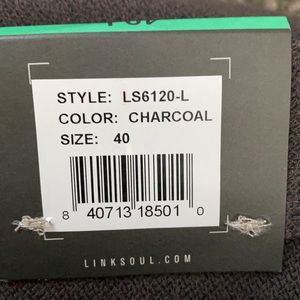 STYLE: LS6120-L
COLOR: CHARCOAL
SIZE: 40
8 40713 18501 0
LINKSOUL.COM